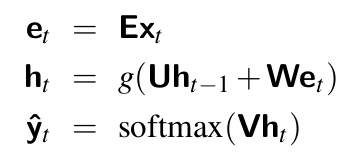 e_t = Ex_t
h_t = g(Uh_{t−1} + We_t)
ŷ_t = softmax(Vh_t)